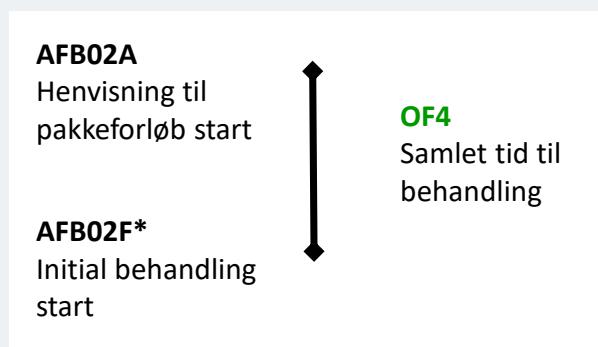 AFB02A
Henvisning til
pakkeforløb start
OF4
Samlet tid til
behandling
AFB02F*
Initial behandling
start